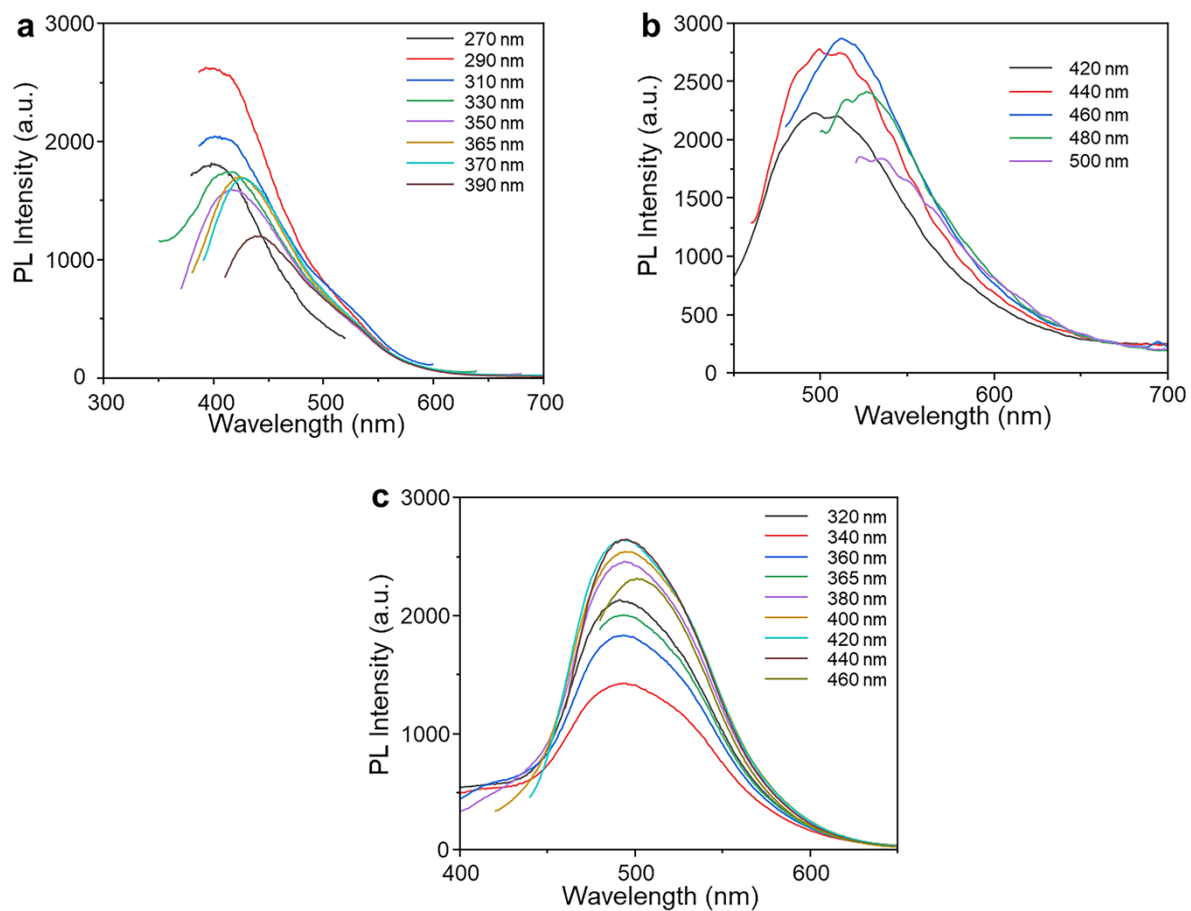 a
3000
2000
1000
0
300
400
500
600
700
PL Intensity (a.u.)
Wavelength (nm)
270 nm
290 nm
310 nm
330 nm
350 nm
365 nm
370 nm
390 nm
b
3000
2500
2000
1500
1000
500
0
500
600
700
PL Intensity (a.u.)
Wavelength (nm)
420 nm
440 nm
460 nm
480 nm
500 nm
c
3000
2000
1000
0
400
500
600
PL Intensity (a.u.)
Wavelength (nm)
320 nm
340 nm
360 nm
365 nm
380 nm
400 nm
420 nm
440 nm
460 nm